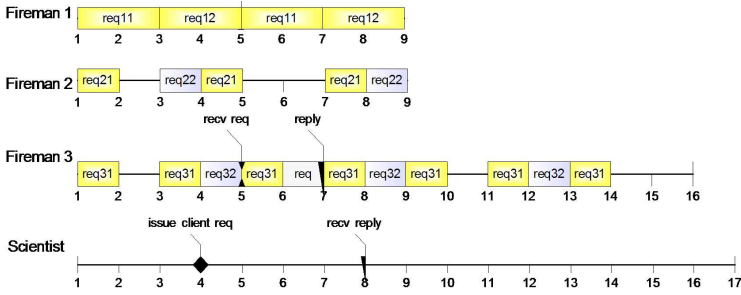 Fireman 1
req11 req12 req11 req12
1 2 3 4 5 6 7 8 9
Fireman 2
req21 req22 req21 req21 req22
1 2 3 4 5 6 7 8 9
recv req reply
Fireman 3
req31 req31 req32 req31 req req31 req32 req31 req31 req32 req31
1 2 3 4 5 6 7 8 9 10 11 12 13 14 15 16
issue client req recv reply
Scientist
1 2 3 4 5 6 7 8 9 10 11 12 13 14 15 16 17